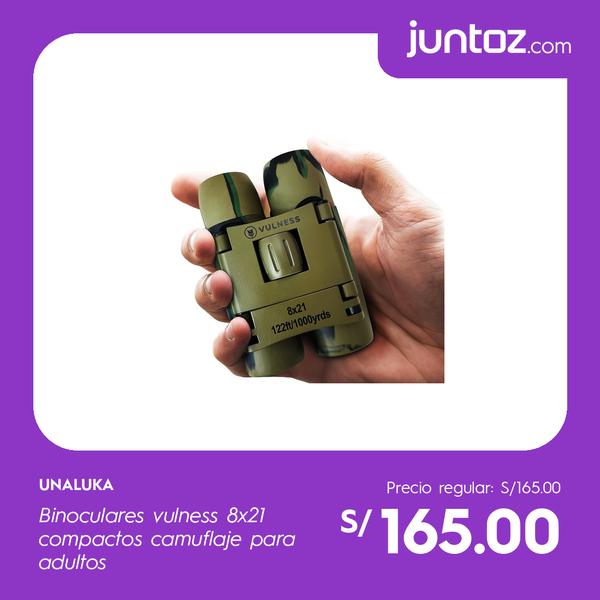 juntoz.com
VULNESS
8x21
122ft/1000yrds
UNALUKA
Binoculares vulness 8x21
compactos camuflaje para
adultos
Precio regular: S/165.00
S/165.00